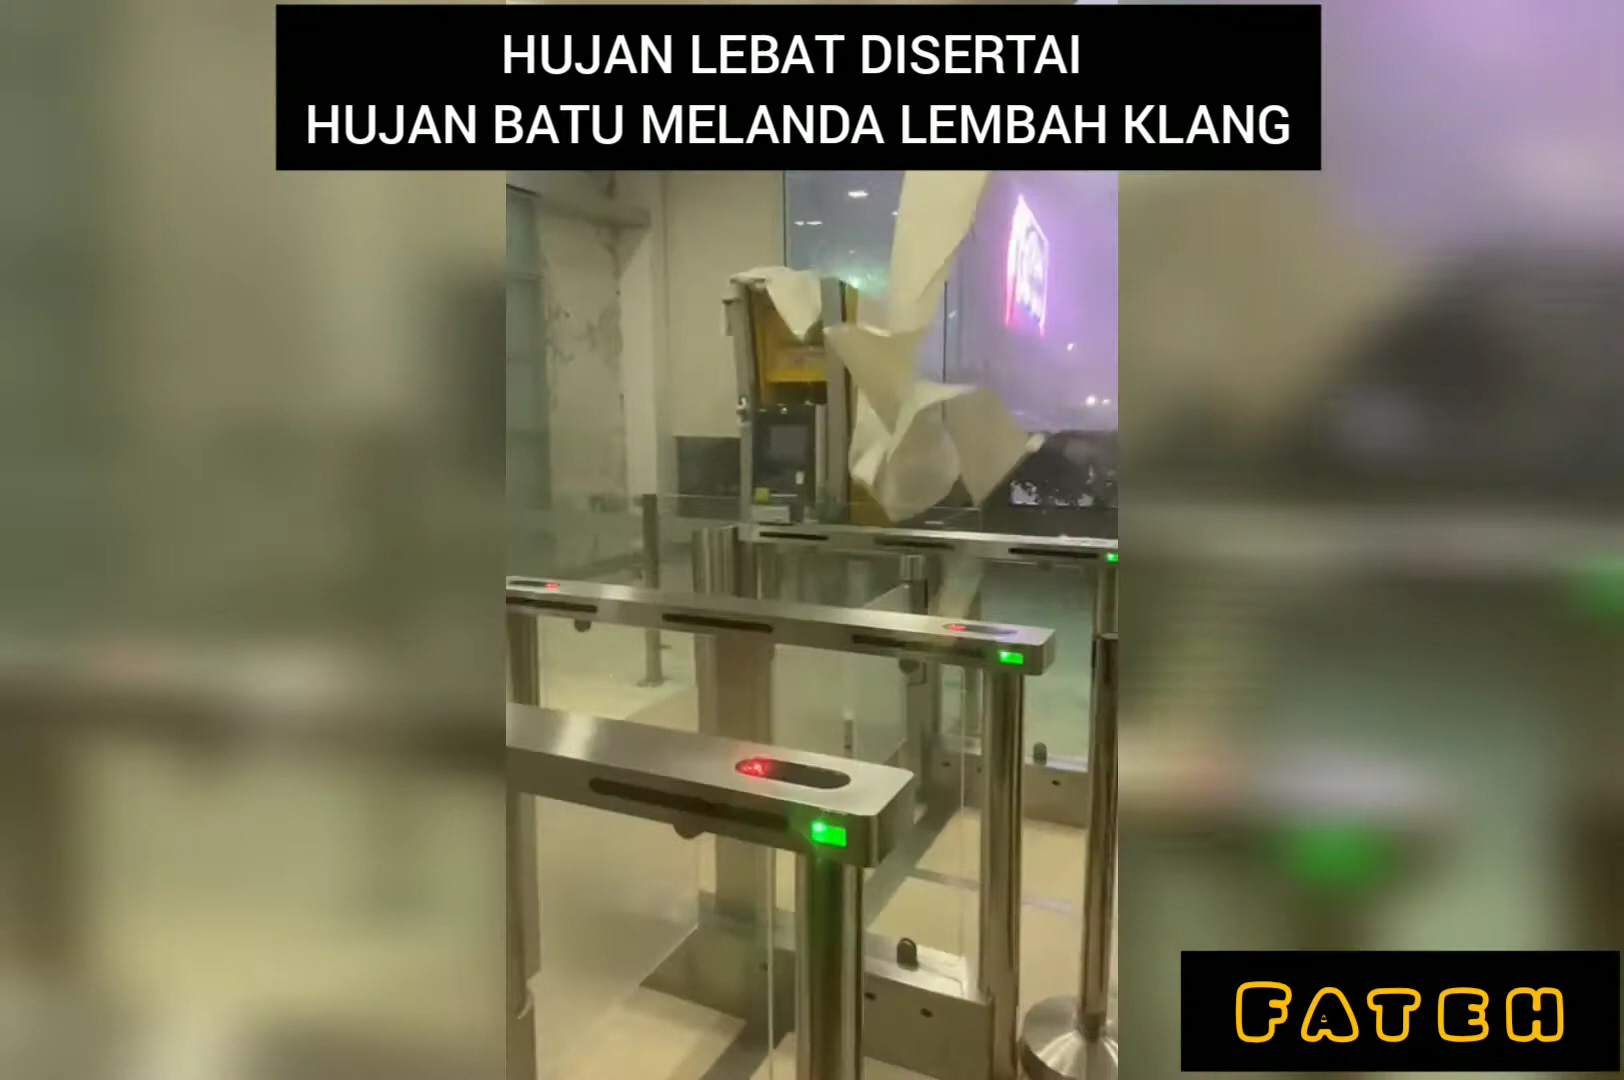 HUJAN LEBAT DISERTAI
HUJAN BATU MELANDA LEMBAH KLANG
FATEH